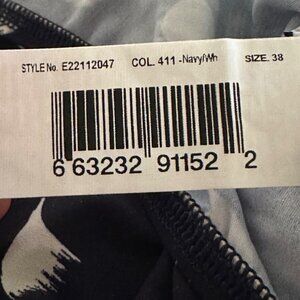 STYLE No. E22112047 COL. 411 -Navy/Wh SIZE. 38
6 63232 91152 2